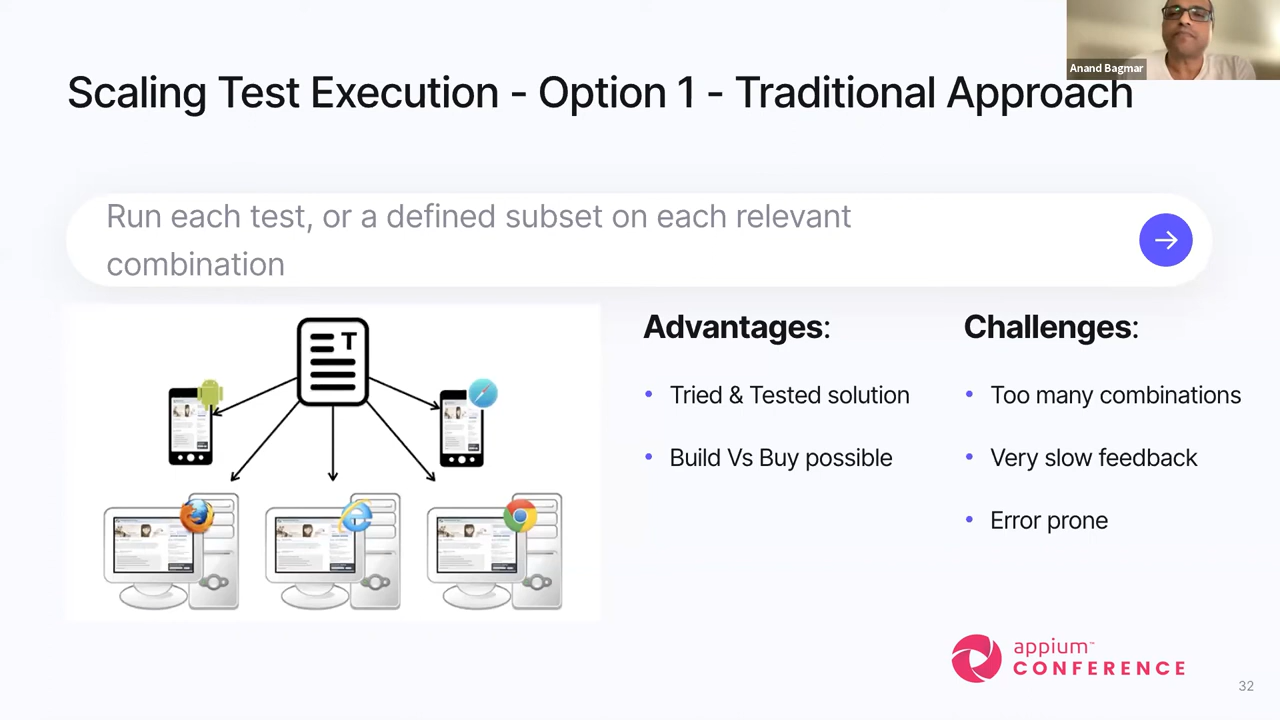 Anand Bagmar
Scaling Test Execution - Option 1 - Traditional Approach
Run each test, or a defined subset on each relevant
combination
T
Advantages:
• Tried & Tested solution
• Build Vs Buy possible
Challenges:
• Too many combinations
• Very slow feedback
• Error prone
appium™
CONFERENCE
32